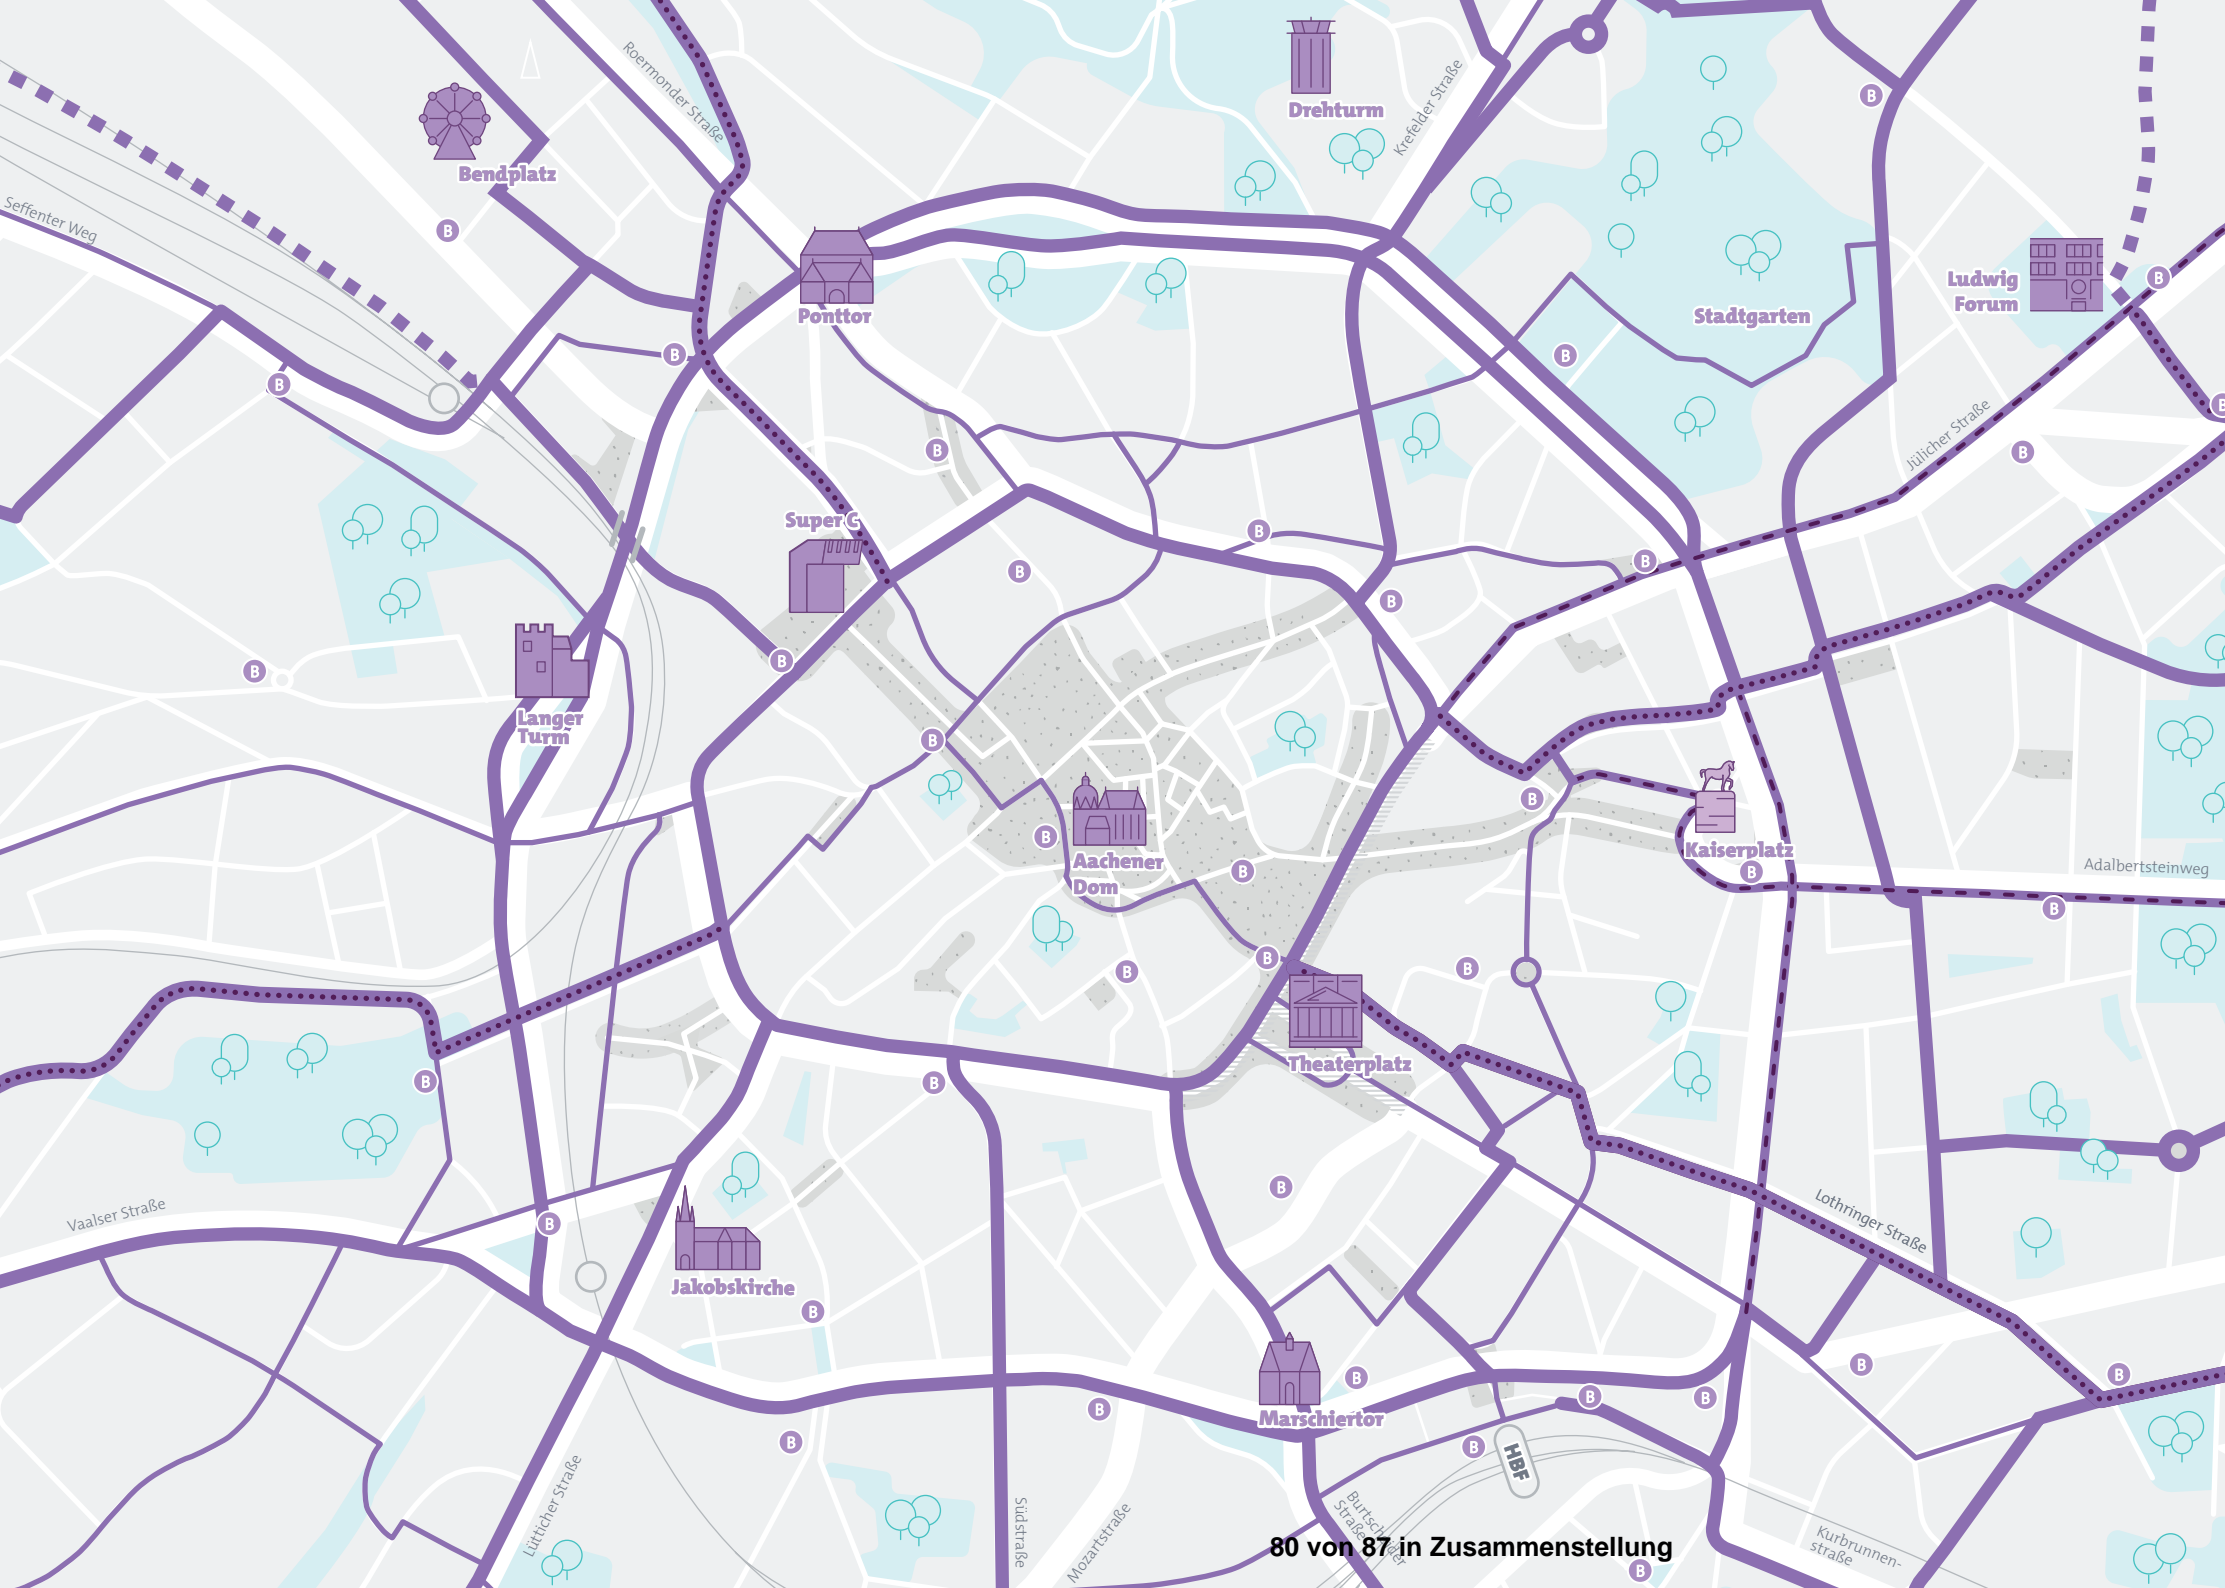 Roermonder Straße
Drehturm
Krefelder Straße
B
Bendplatz
Seffenter Weg
B
Ludwig
Forum
B
Ponttor
Stadtgarten
B
B
B
B
Jülicher Straße
B
B
Super C
B
B
B
B
B
B
B
Langer
Turm
B
B
Kaiserplatz
B
B
Aachener
Dom
B
Adalbertsteinweg
B
B
B
B
Theaterplatz
B
B
B
Vaalser Straße
B
Lothringer Straße
Jakobskirche
B
B
B
B
Marschiertor
B
B
B
B
B
HBF
Lütticher Straße
Südstraße
Mozartstraße
Burtscheider
Straße
Kurbrunnen-
straße
80 von 87 in Zusammenstellung
B